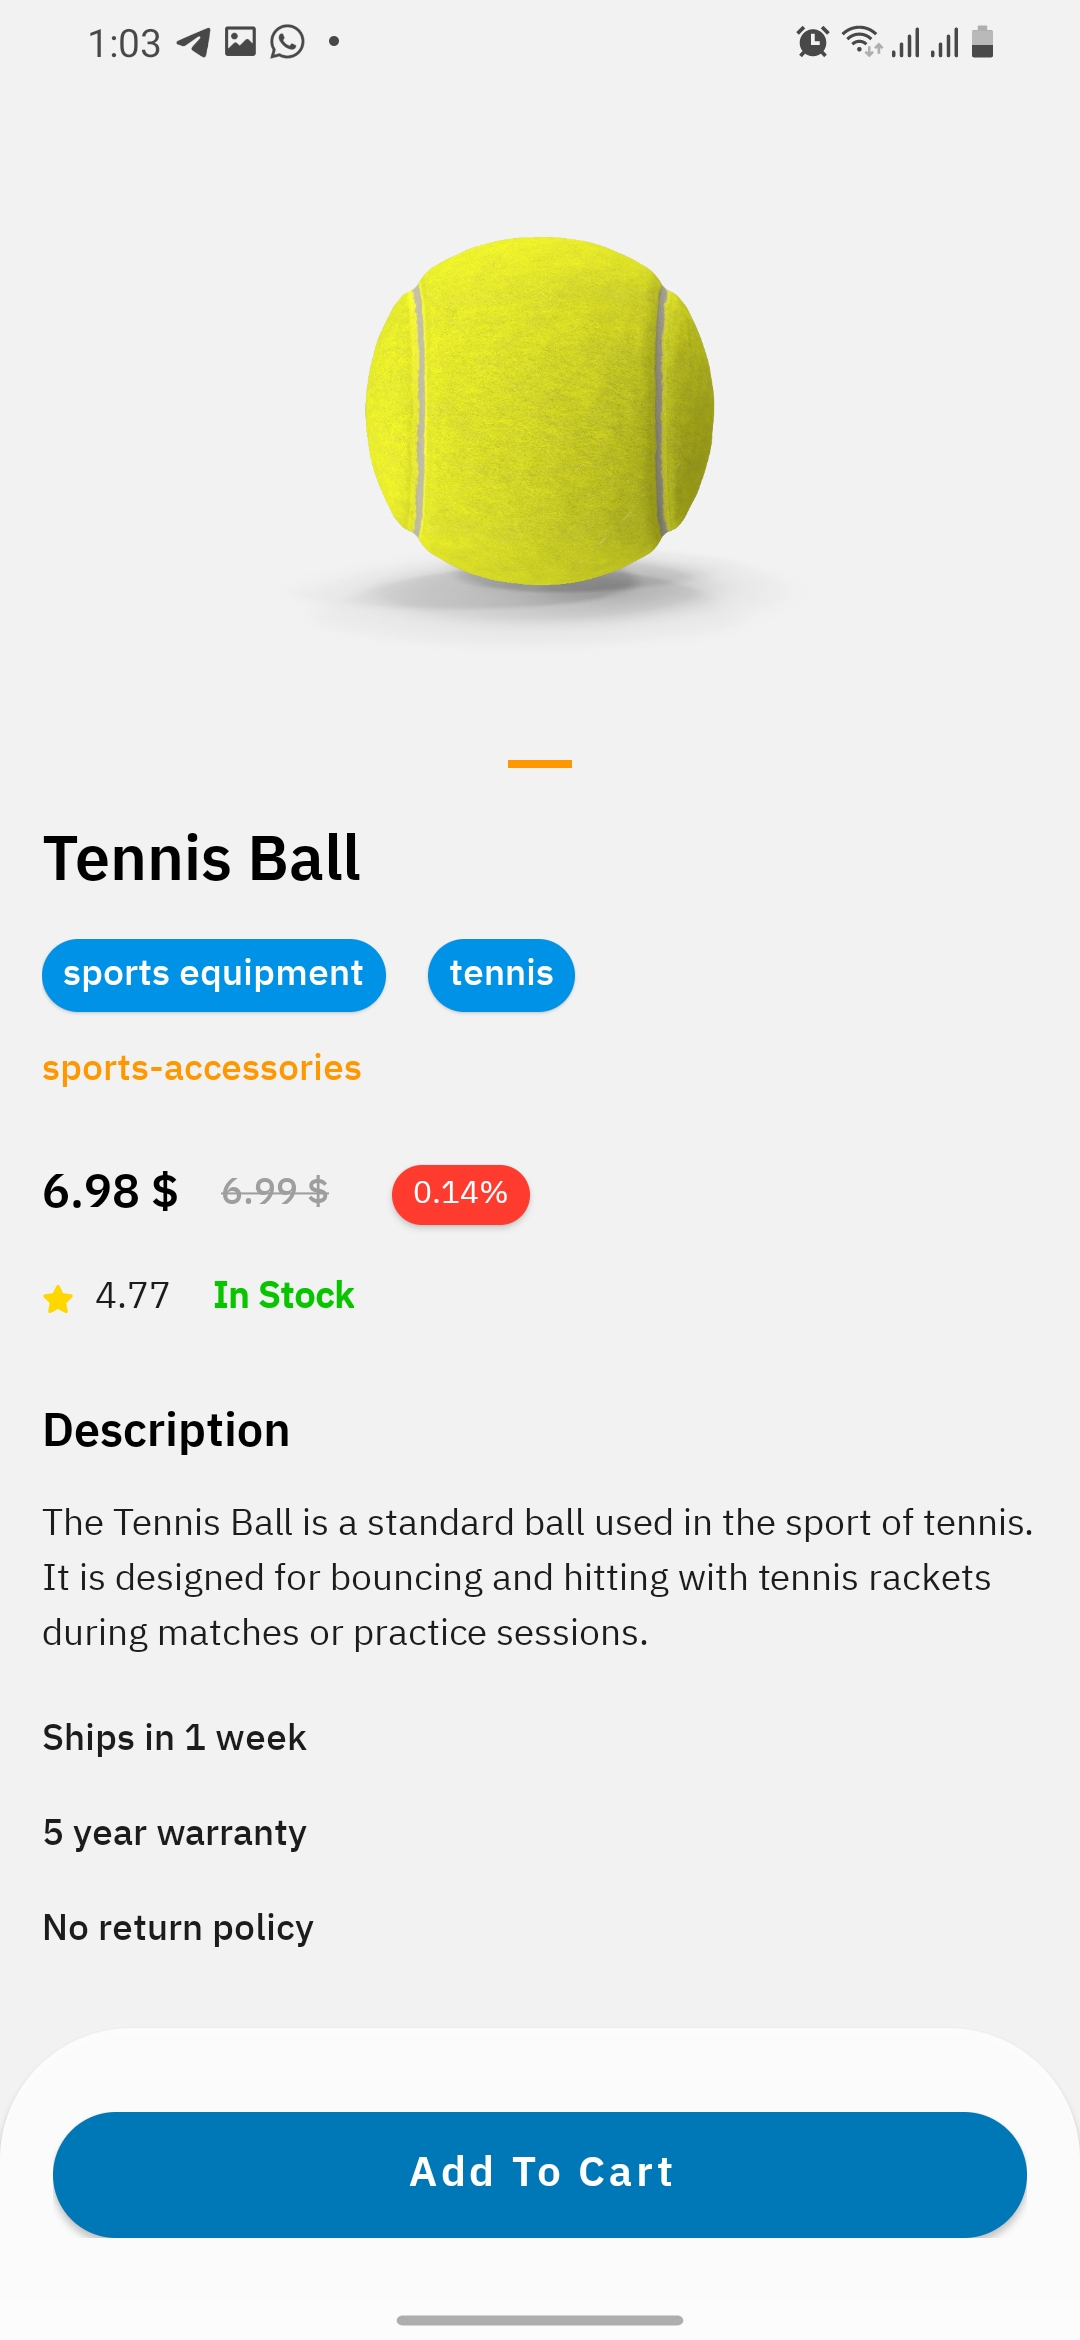 1:03
Tennis Ball
sports equipment tennis
sports-accessories
6.98 $ 6.99 $ 0.14%
4.77 In Stock
Description
The Tennis Ball is a standard ball used in the sport of tennis.
It is designed for bouncing and hitting with tennis rackets
during matches or practice sessions.
Ships in 1 week
5 year warranty
No return policy
Add To Cart